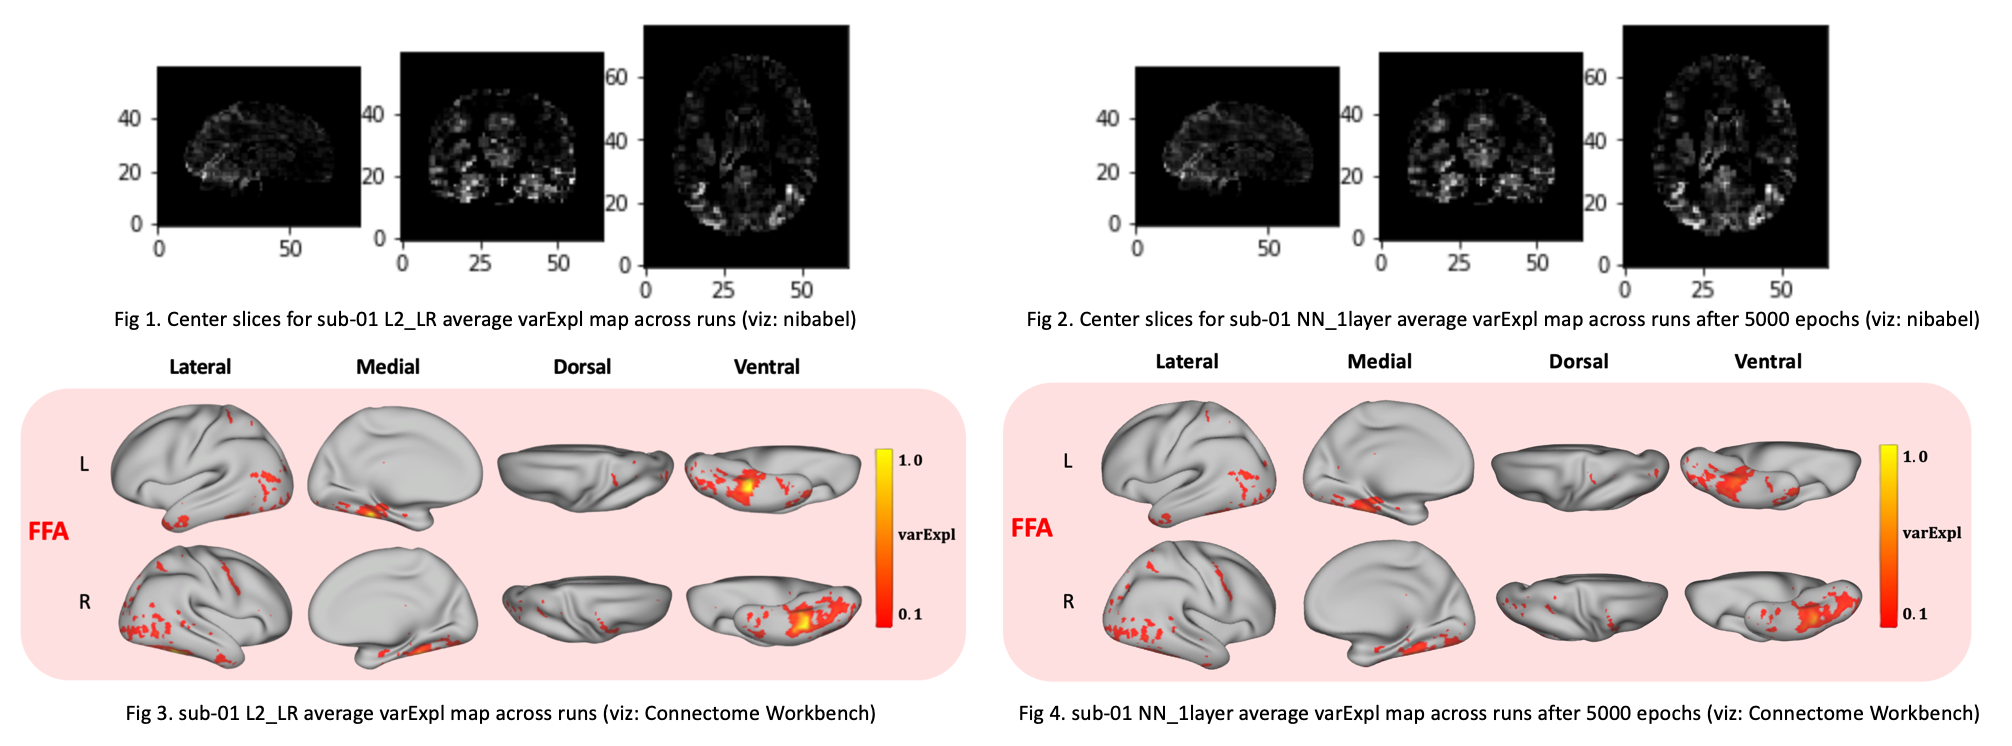 40
20
0
0
50
40
20
0
0
25
50
60
40
20
0
0
25
50
Fig 1. Center slices for sub-01 L2_LR average varExpl map across runs (viz: nibabel)
40
20
0
0
50
40
20
0
0
25
50
60
40
20
0
0
25
50
Fig 2. Center slices for sub-01 NN_1layer average varExpl map across runs after 5000 epochs (viz: nibabel)
Lateral Medial Dorsal Ventral
L
FFA
R
1.0
varExpl
0.1
Fig 3. sub-01 L2_LR average varExpl map across runs (viz: Connectome Workbench)
Lateral Medial Dorsal Ventral
L
FFA
R
1.0
varExpl
0.1
Fig 4. sub-01 NN_1layer average varExpl map across runs after 5000 epochs (viz: Connectome Workbench)